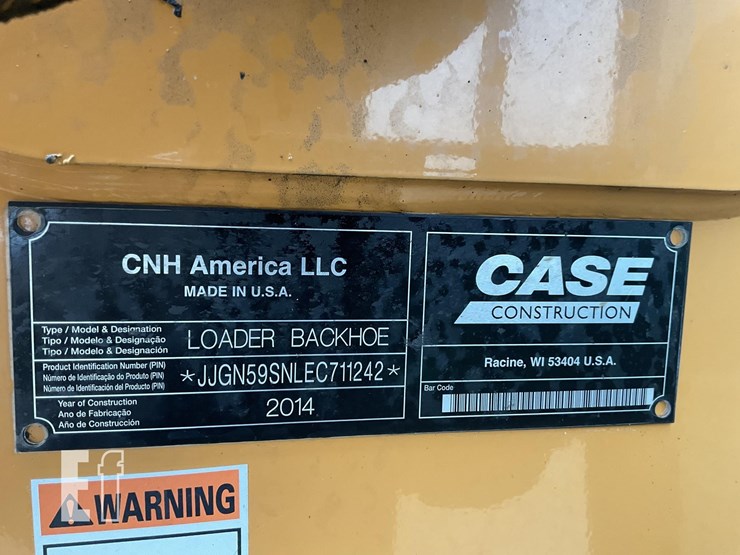 CNH America LLC
MADE IN U.S.A.
Type / Model & Designation
Tipo / Modelo & Designação
Tipo / Modelo & Designación
LOADER BACKHOE
Product Identification Number (PIN)
Número de Identificação do Produto (PIN)
Número de Identificación del Producto (PIN)
*JJGN59SNLEC711242*
Year of Construction
Ano de Fabricação
Año de Construcción
2014
CASE
CONSTRUCTION
Racine, WI 53404 U.S.A.
Bar Code
Ef
WARNING